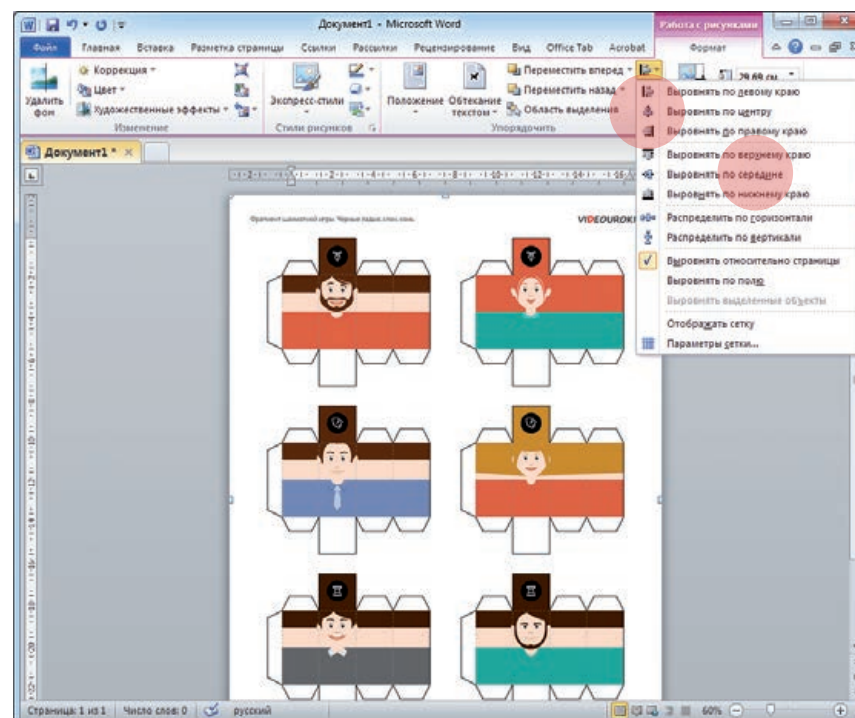 Документ1 - Microsoft Word
Работа с рисунками
Файл Главная Вставка Разметка страницы Ссылки Рассылки Рецензирование Вид Office Tab Acrobat Формат
Удалить фон
Коррекция
Цвет
Художественные эффекты
Изменение
Экспресс-стили
Стили рисунков
Положение
Обтекание текстом
Переместить вперед
Переместить назад
Область выделения
Упорядочить
29,69 см
Выровнять по левому краю
Выровнять по центру
Выровнять по правому краю
Выровнять по верхнему краю
Выровнять по середине
Выровнять по нижнему краю
Распределить по горизонтали
Распределить по вертикали
Выровнять относительно страницы
Выровнять по полю
Выровнять выделенные объекты
Отображать сетку
Параметры сетки...
Документ1 *
VIDEOUROKI
Страница: 1 из 1 Число слов: 0 русский 60%